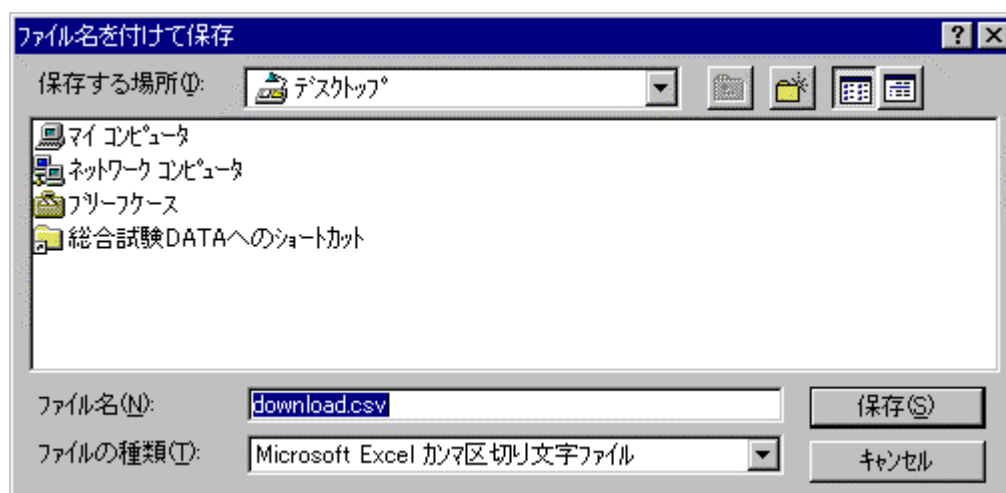 ファイル名を付けて保存
保存する場所(I):
デスクトップ
マイ コンピュータ
ネットワーク コンピュータ
ブリーフケース
総合試験DATAへのショートカット
ファイル名(N):
download.csv
保存(S)
ファイルの種類(T):
Microsoft Excel カンマ区切り文字ファイル
キャンセル